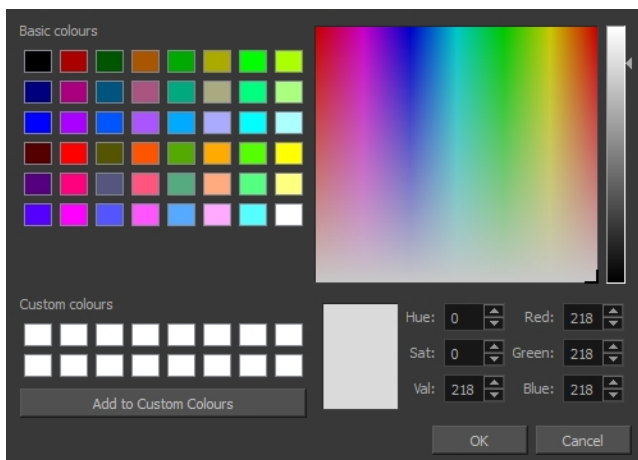 Basic colours
Custom colours
Add to Custom Colours
Hue: 0 Red: 218
Sat: 0 Green: 218
Val: 218 Blue: 218
OK Cancel